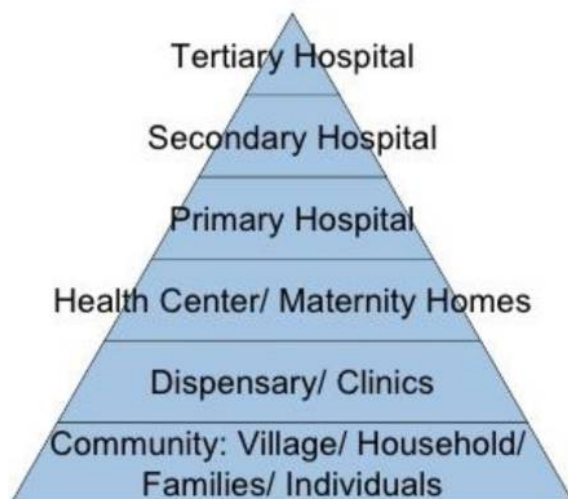 Tertiary Hospital
Secondary Hospital
Primary Hospital
Health Center/ Maternity Homes
Dispensary/ Clinics
Community: Village/ Household/
Families/ Individuals